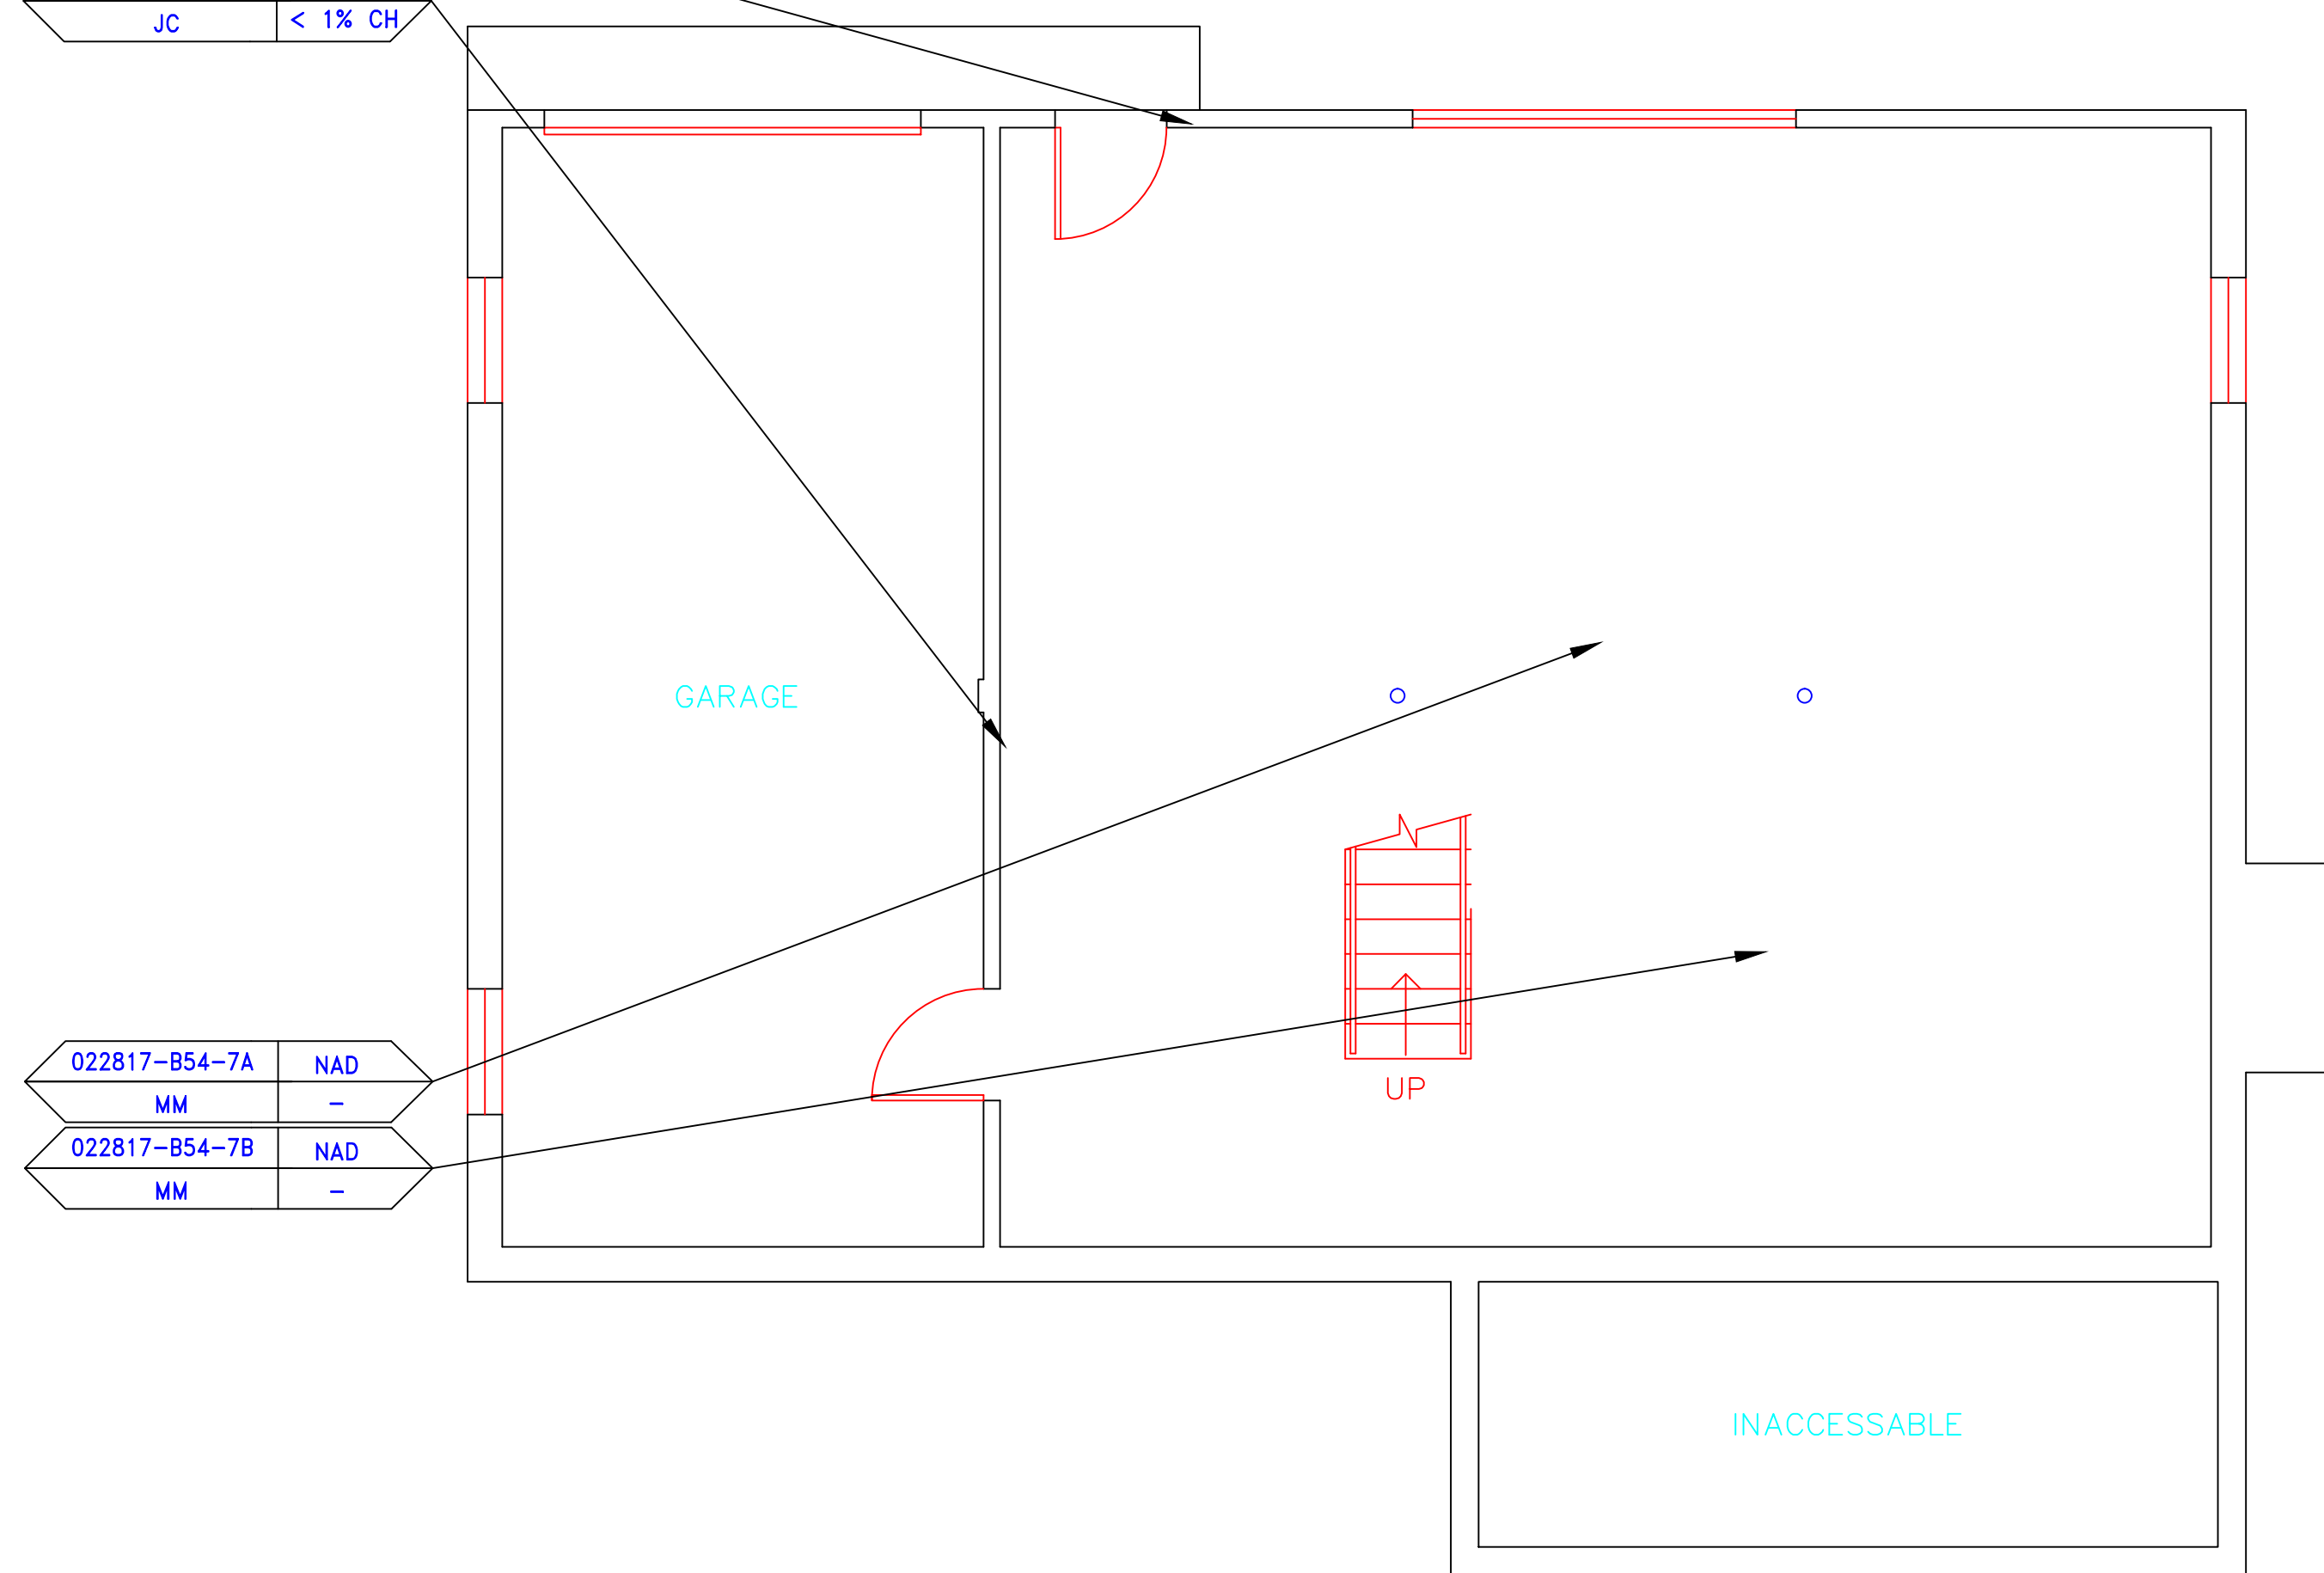 JC < 1% CH
GARAGE
022817-B54-7A NAD
MM -
UP
022817-B54-7B NAD
MM -
INACCESSABLE